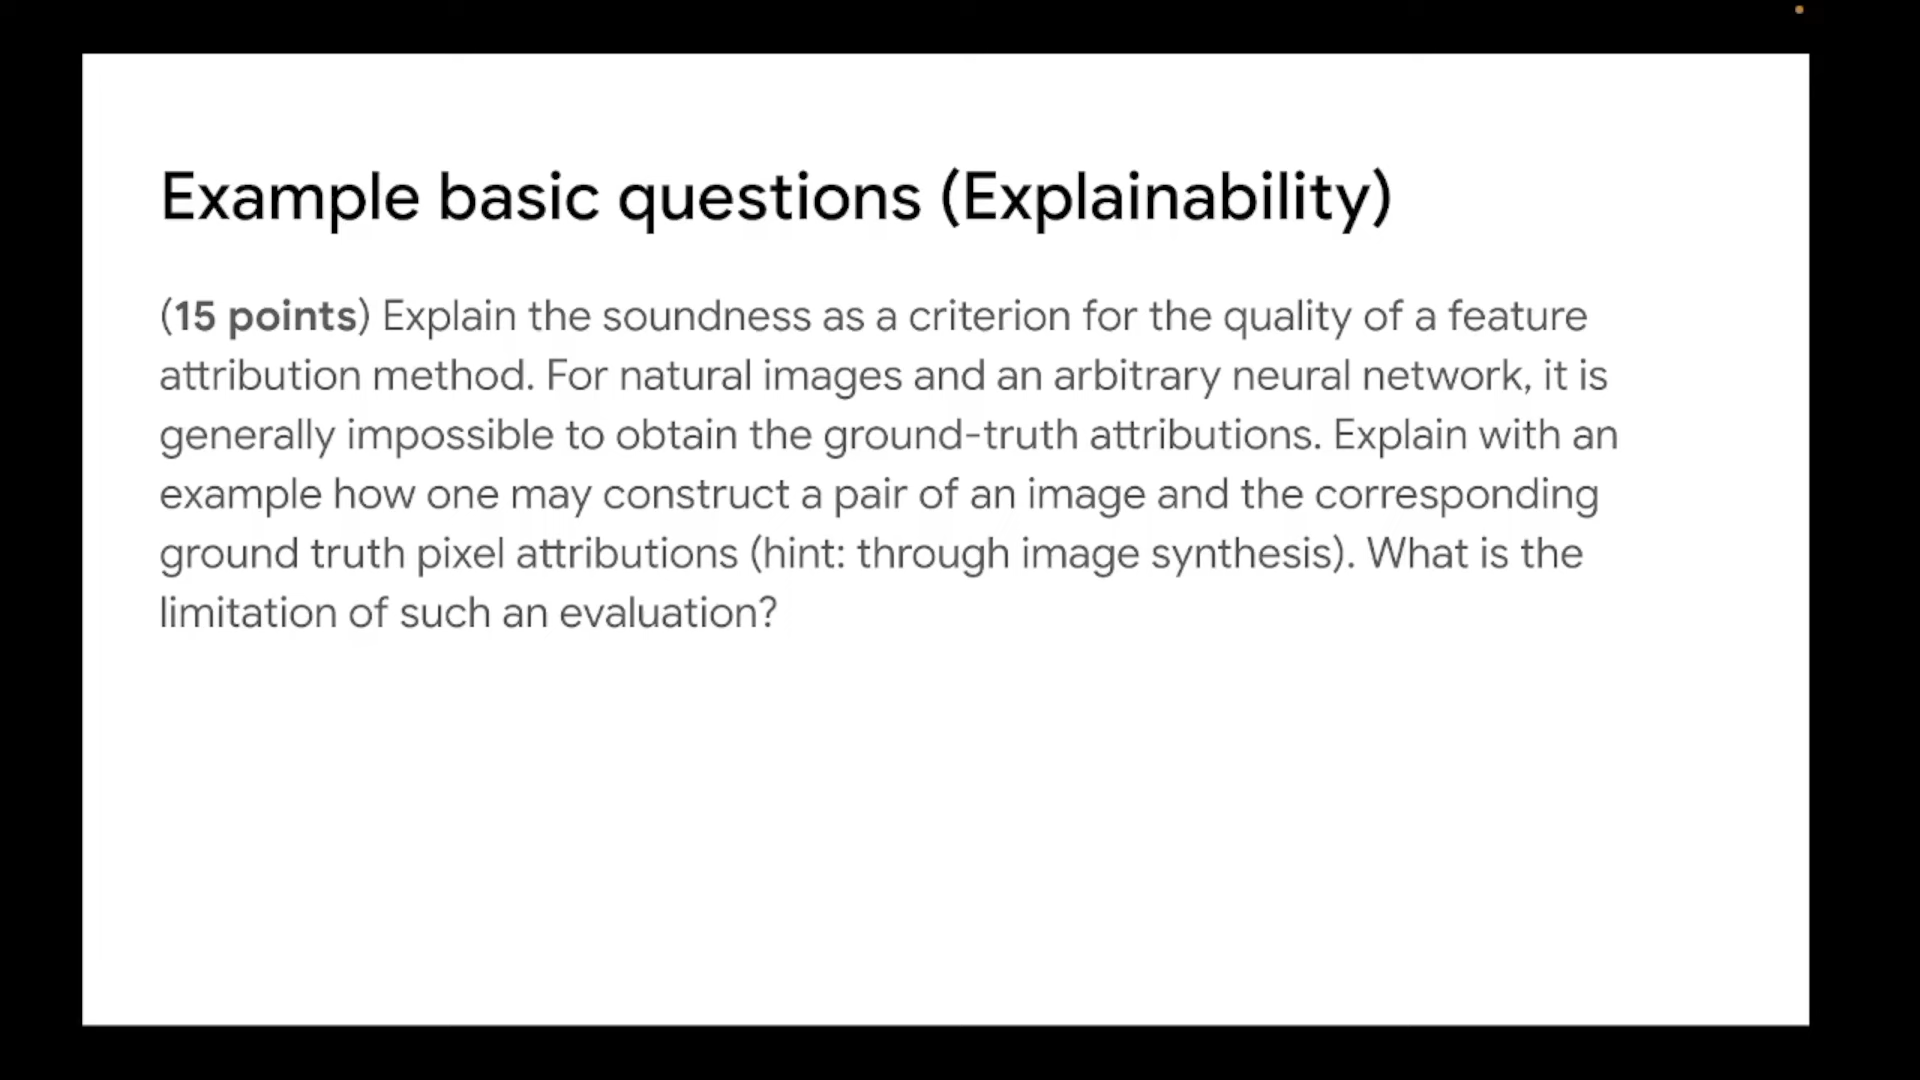 Example basic questions (Explainability)
(15 points) Explain the soundness as a criterion for the quality of a feature
attribution method. For natural images and an arbitrary neural network, it is
generally impossible to obtain the ground-truth attributions. Explain with an
example how one may construct a pair of an image and the corresponding
ground truth pixel attributions (hint: through image synthesis). What is the
limitation of such an evaluation?